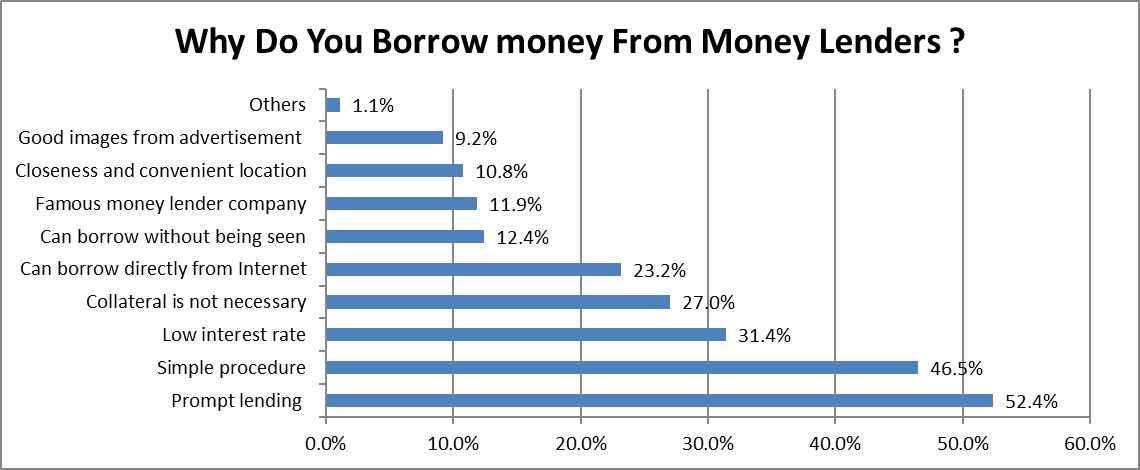 Why Do You Borrow money From Money Lenders ?
Others 1.1%
Good images from advertisement 9.2%
Closeness and convenient location 10.8%
Famous money lender company 11.9%
Can borrow without being seen 12.4%
Can borrow directly from Internet 23.2%
Collateral is not necessary 27.0%
Low interest rate 31.4%
Simple procedure 46.5%
Prompt lending 52.4%
0.0% 10.0% 20.0% 30.0% 40.0% 50.0% 60.0%